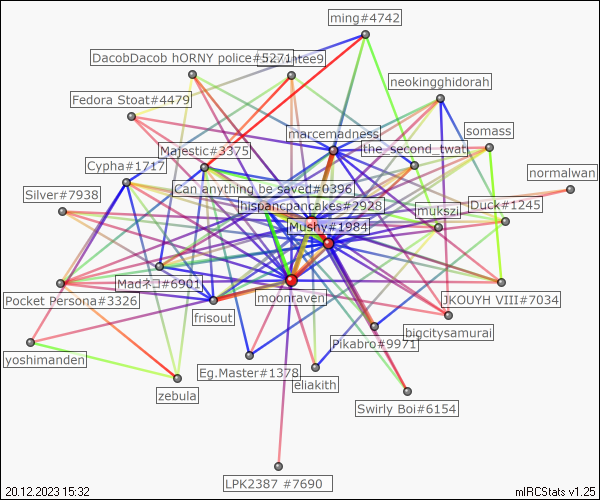 ming#4742
DacobDacob hORNY police#5271
ntee9
neokingghidorah
Fedora Stoat#4479
marcemadness
somass
Majestic#3375
the_second_twat
Cypha#1717
normalwan
Can anything be saved#0396
Silver#7938
hispancpancakes#2928
mukszi
Duck#1245
Mushy#1984
Madネコ#6901
moonraven
Pocket Persona#3326
JKOUYH VIII#7034
frisout
bigcitysamurai
Pikabro#9971
yoshimanden
Eg.Master#1378
eliakith
zebula
Swirly Boi#6154
LPK2387 #7690
20.12.2023 15:32
mIRCStats v1.25